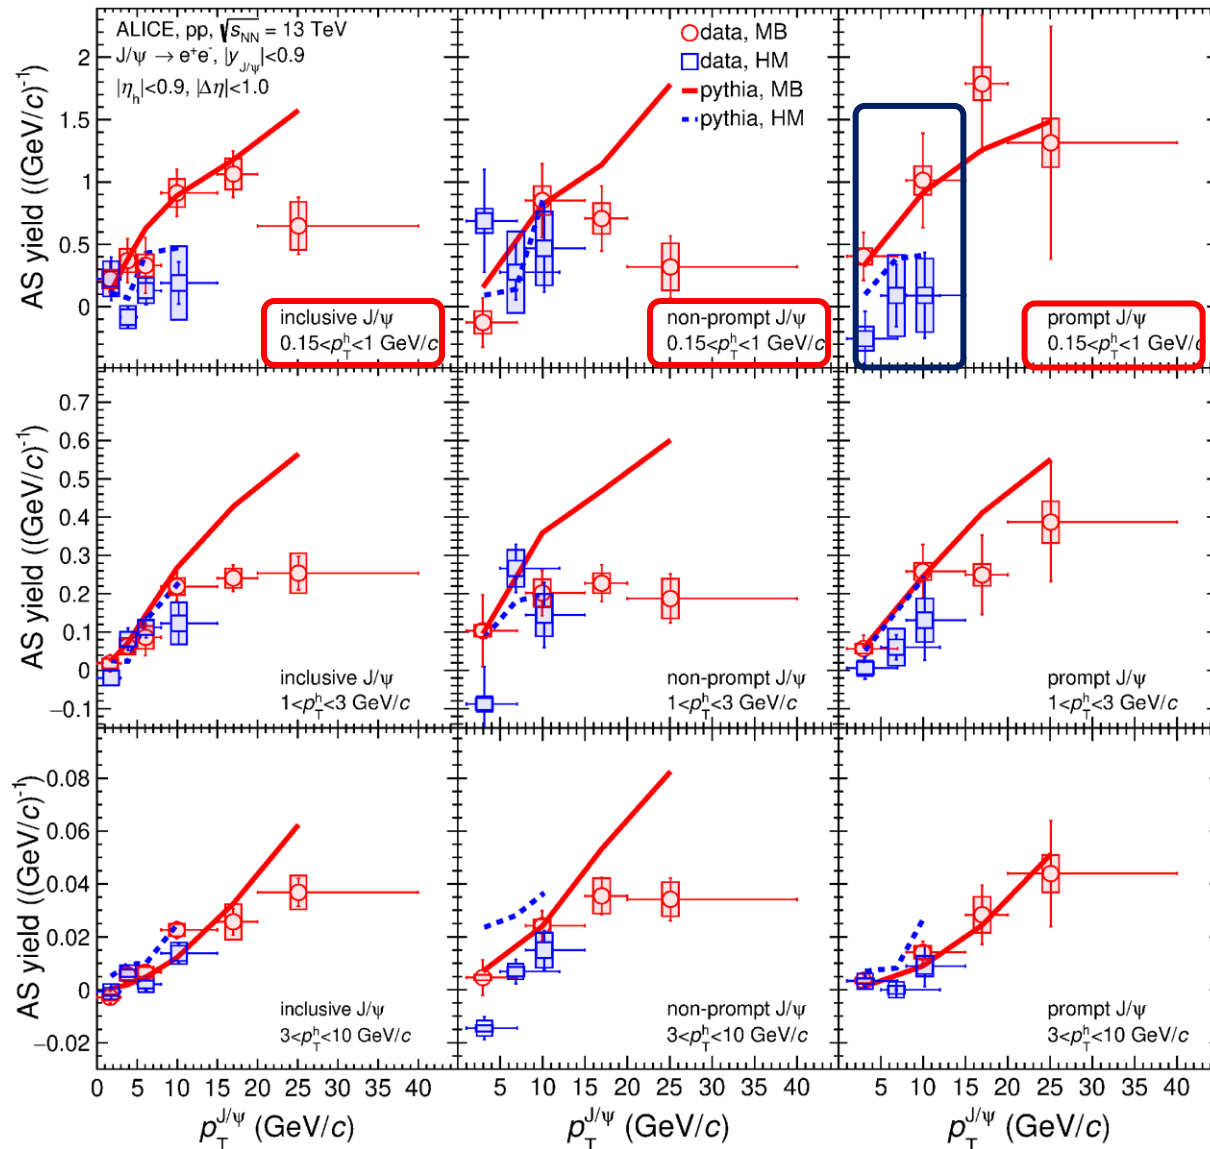 ALICE, pp, √s_NN = 13 TeV
J/ψ → e⁺e⁻, |y_J/ψ|<0.9
|η_h|<0.9, |Δη|<1.0
data, MB
data, HM
pythia, MB
pythia, HM
AS yield ((GeV/c)⁻¹)
2
1.5
1
0.5
0
inclusive J/ψ
0.15<p_T^h<1 GeV/c
non-prompt J/ψ
0.15<p_T^h<1 GeV/c
prompt J/ψ
0.15<p_T^h<1 GeV/c
AS yield ((GeV/c)⁻¹)
0.7
0.6
0.5
0.4
0.3
0.2
0.1
0
−0.1
inclusive J/ψ
1<p_T^h<3 GeV/c
non-prompt J/ψ
1<p_T^h<3 GeV/c
prompt J/ψ
1<p_T^h<3 GeV/c
AS yield ((GeV/c)⁻¹)
0.08
0.06
0.04
0.02
0
−0.02
inclusive J/ψ
3<p_T^h<10 GeV/c
non-prompt J/ψ
3<p_T^h<10 GeV/c
prompt J/ψ
3<p_T^h<10 GeV/c
0 5 10 15 20 25 30 35 40
5 10 15 20 25 30 35 40
5 10 15 20 25 30 35 40
p_T^J/ψ (GeV/c)
p_T^J/ψ (GeV/c)
p_T^J/ψ (GeV/c)